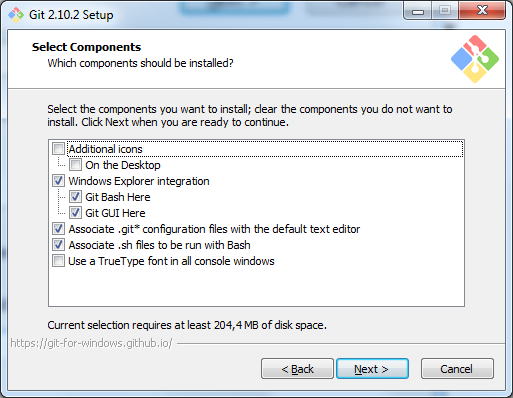 Git 2.10.2 Setup
Select Components
Which components should be installed?
Select the components you want to install; clear the components you do not want to
install. Click Next when you are ready to continue.
Additional icons
On the Desktop
Windows Explorer integration
Git Bash Here
Git GUI Here
Associate .git* configuration files with the default text editor
Associate .sh files to be run with Bash
Use a TrueType font in all console windows
Current selection requires at least 204,4 MB of disk space.
https://git-for-windows.github.io/
< Back
Next >
Cancel